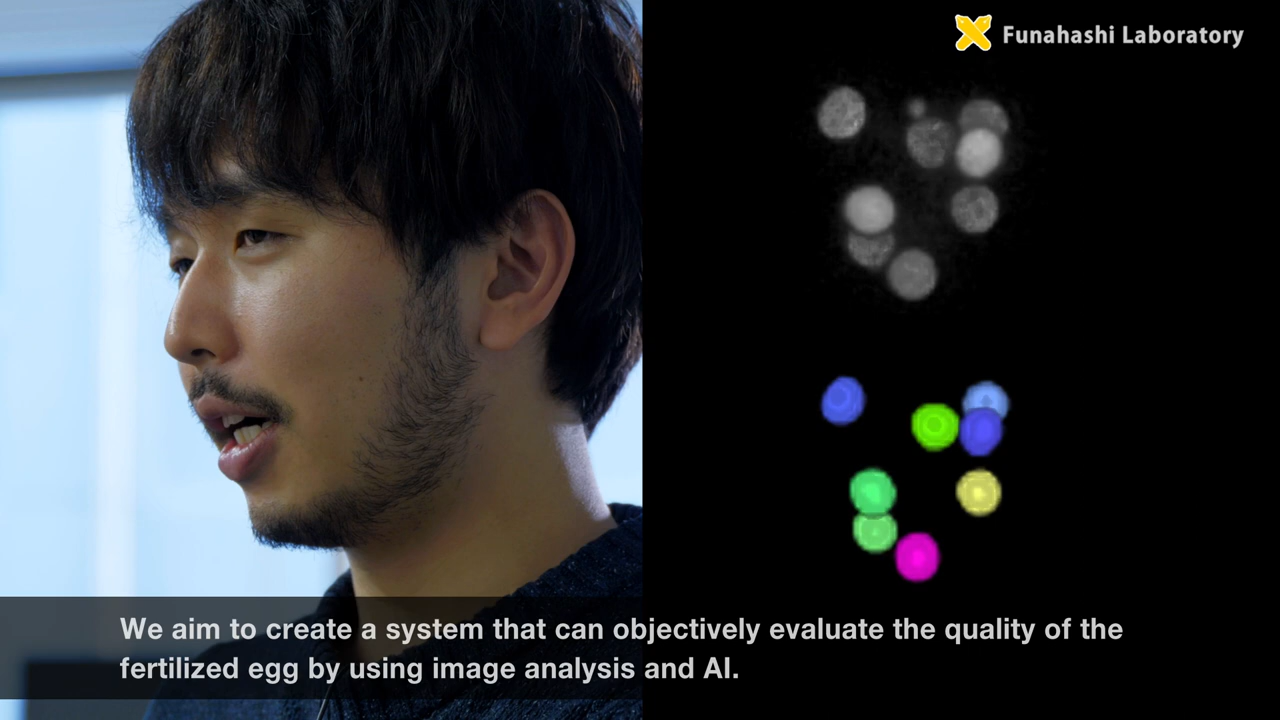 Funahashi Laboratory
We aim to create a system that can objectively evaluate the quality of the
fertilized egg by using image analysis and AI.